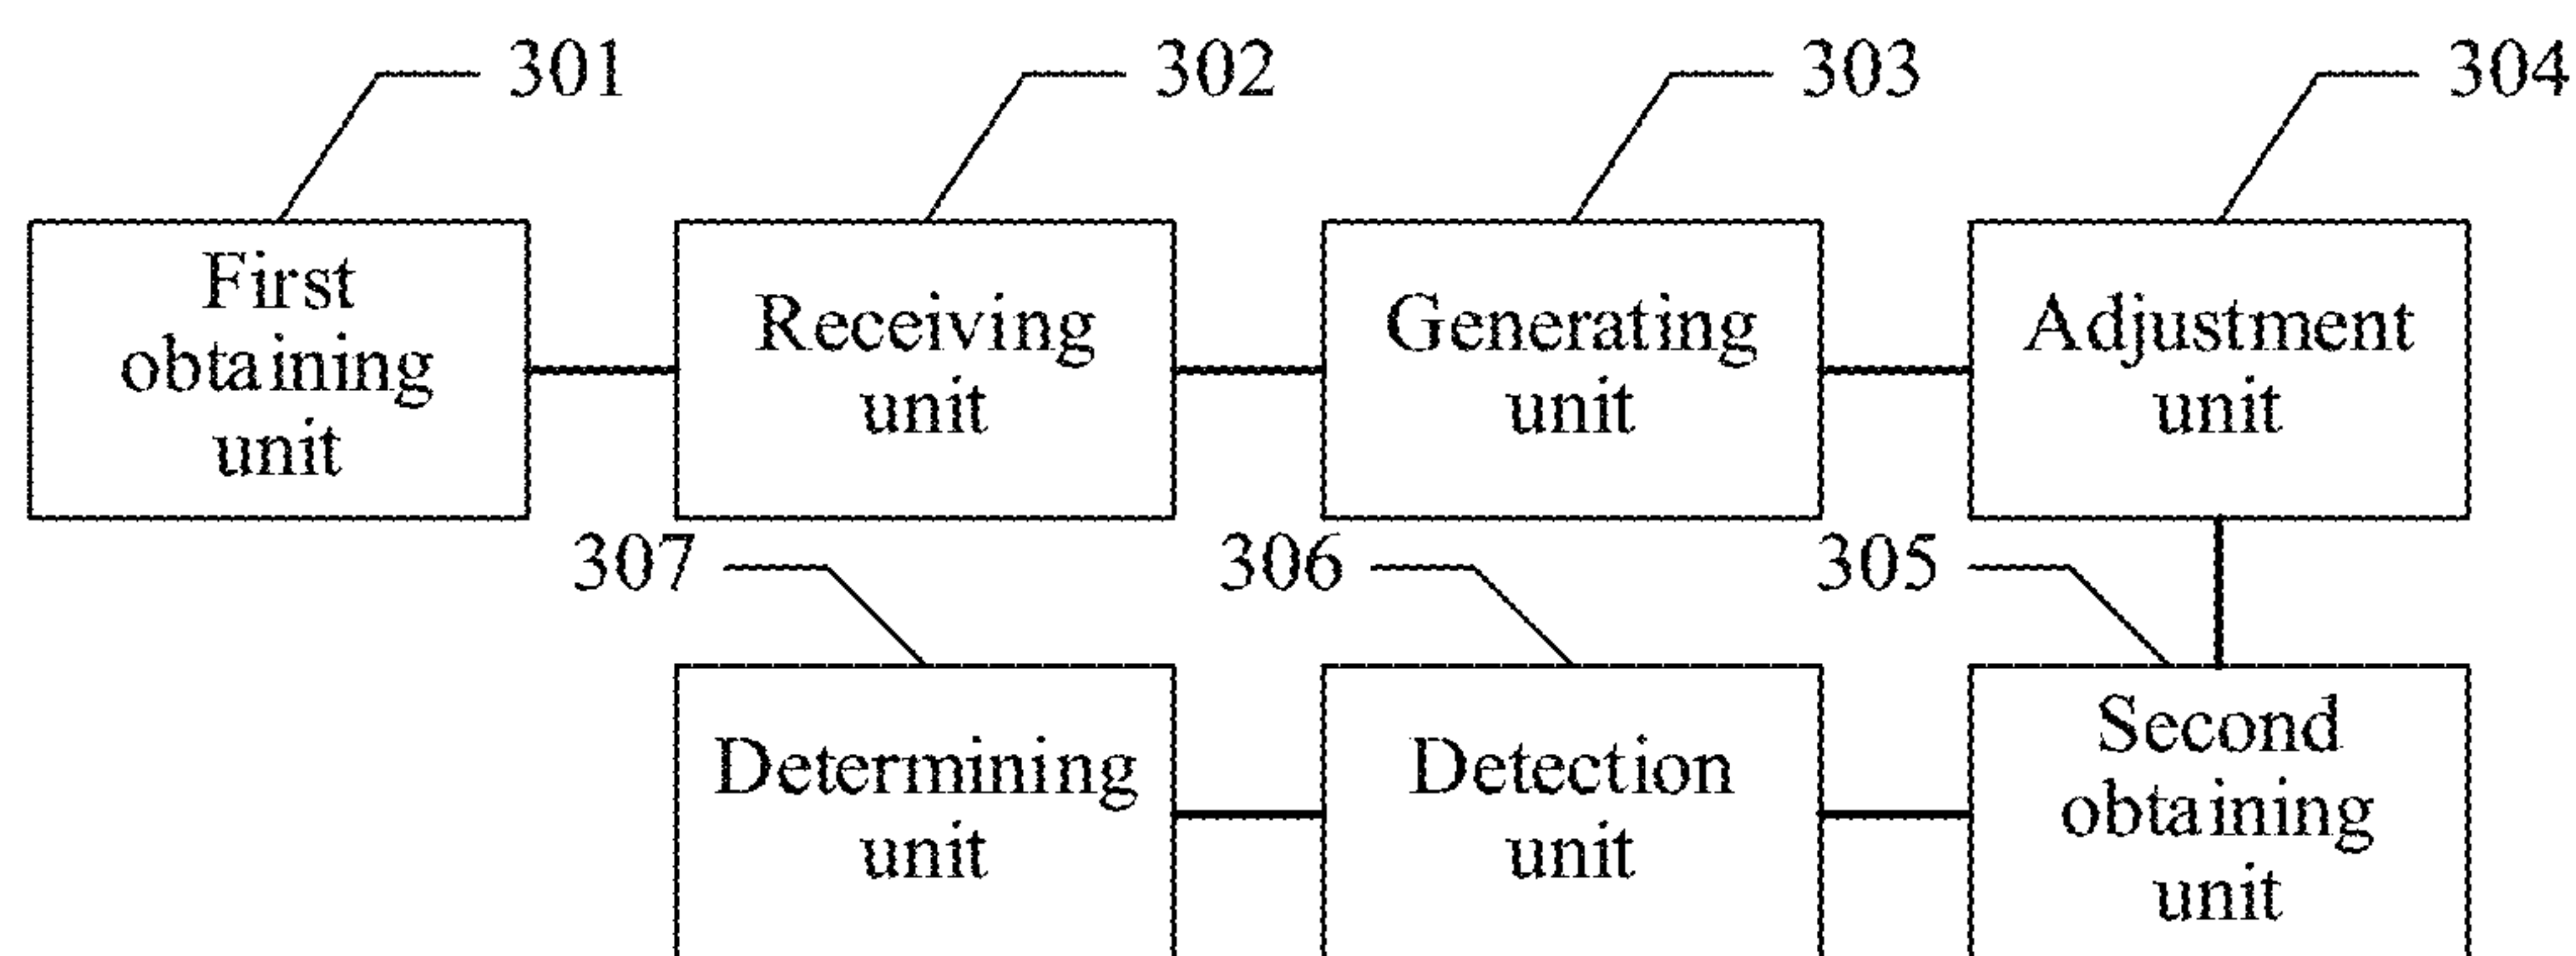 301
302
303
304
First
obtaining
unit
Receiving
unit
Generating
unit
Adjustment
unit
307
306
305
Determining
unit
Detection
unit
Second
obtaining
unit